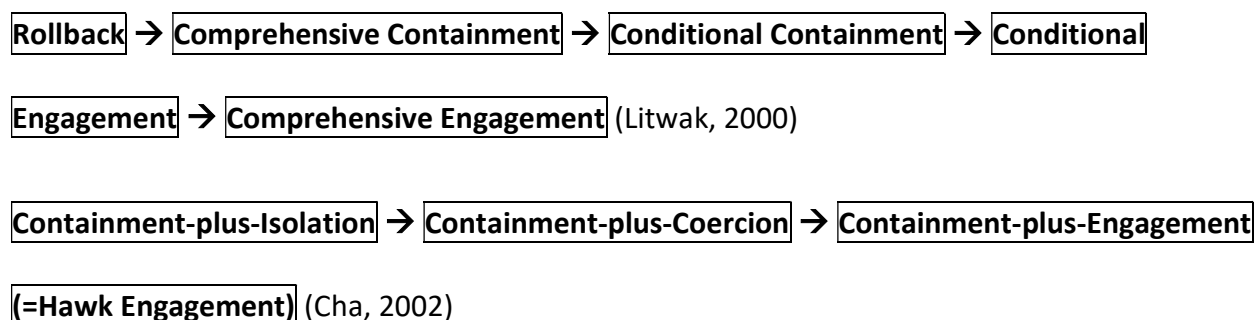 Rollback → Comprehensive Containment → Conditional Containment → Conditional
Engagement → Comprehensive Engagement (Litwak, 2000)
Containment-plus-Isolation → Containment-plus-Coercion → Containment-plus-Engagement
(=Hawk Engagement) (Cha, 2002)